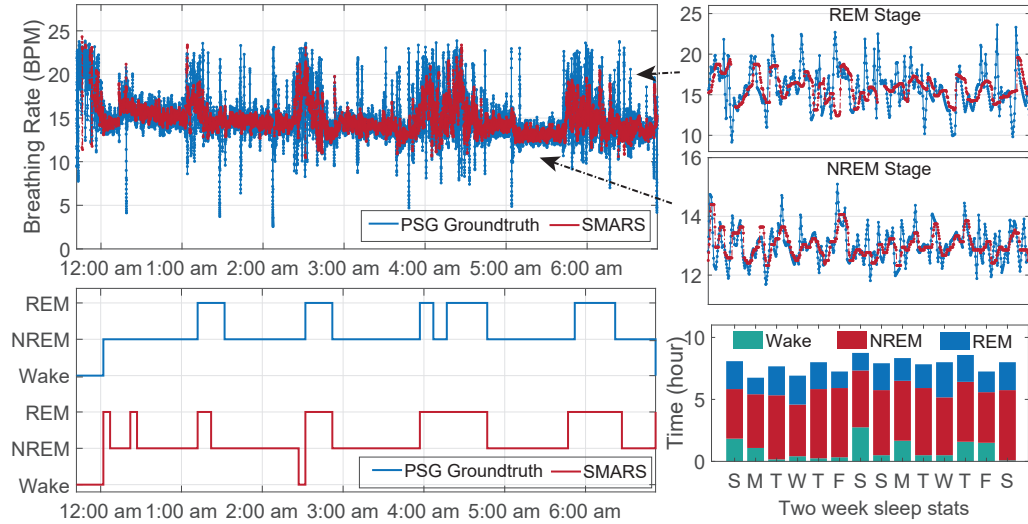 Breathing Rate (BPM)
25
20
15
10
5
0
PSG Groundtruth
SMARS
12:00 am
1:00 am
2:00 am
3:00 am
4:00 am
5:00 am
6:00 am
REM Stage
25
20
15
10
NREM Stage
16
14
12
REM
NREM
Wake
REM
NREM
Wake
PSG Groundtruth
SMARS
12:00 am
1:00 am
2:00 am
3:00 am
4:00 am
5:00 am
6:00 am
Time (hour)
10
5
0
Wake
NREM
REM
S M T W T F S S M T W T F S
Two week sleep stats